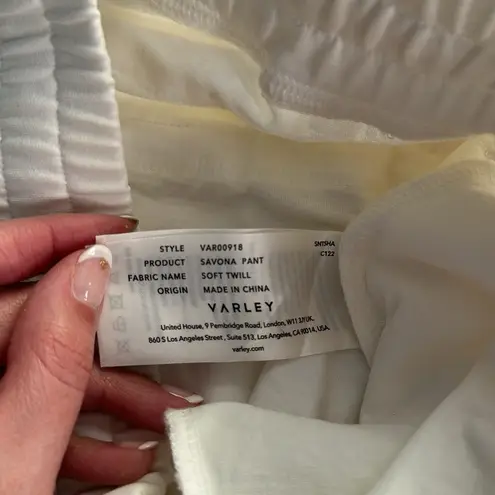 STYLE VAR00918
PRODUCT SAVONA PANT
FABRIC NAME SOFT TWILL
ORIGIN MADE IN CHINA
SNTSHA
C122
VARLEY
United House, 9 Pembridge Road, London, W11 3JY.UK.
860 S Los Angeles Street, Suite 513, Los Angeles, CA 90014, USA.
varley.com